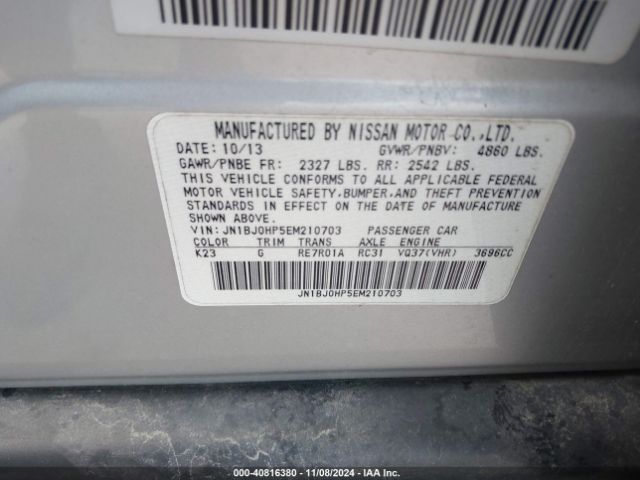 MANUFACTURED BY NISSAN MOTOR CO.,LTD.
DATE: 10/13 GVWR/PNBV: 4860 LBS.
GAWR/PNBE FR: 2327 LBS. RR: 2542 LBS.
THIS VEHICLE CONFORMS TO ALL APPLICABLE FEDERAL
MOTOR VEHICLE SAFETY,BUMPER,AND THEFT PREVENTION
STANDARDS IN EFFECT ON THE DATE OF MANUFACTURE
SHOWN ABOVE.
VIN: JN1BJ0HP5EM210703 PASSENGER CAR
COLOR TRIM TRANS AXLE ENGINE
K23 G RE7R01A RC31 VQ37(VHR) 3696CC
JN1BJ0HP5EM210703
000-40816380 | 11/08/2024 | IAA Inc.